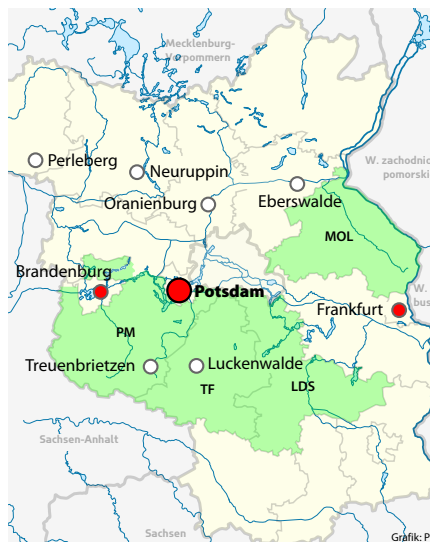 Mecklenburg-
Vorpommern
W. zachodnio
pomorski
Perleberg
Neuruppin
Oranienburg
Eberswalde
MOL
Brandenburg
Potsdam
W.
bus
Frankfurt
PM
Treuenbrietzen
Luckenwalde
TF
LDS
Sachsen-Anhalt
Sachsen
Grafik: P